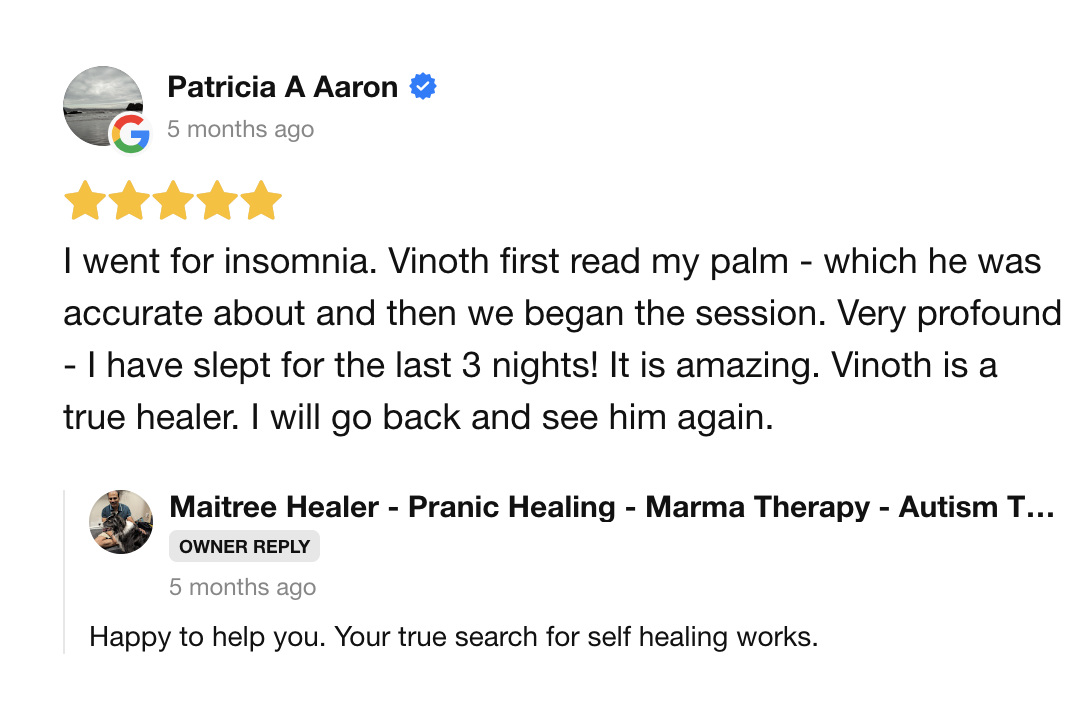 Patricia A Aaron
5 months ago
I went for insomnia. Vinoth first read my palm - which he was
accurate about and then we began the session. Very profound
- I have slept for the last 3 nights! It is amazing. Vinoth is a
true healer. I will go back and see him again.
Maitree Healer - Pranic Healing - Marma Therapy - Autism T...
OWNER REPLY
5 months ago
Happy to help you. Your true search for self healing works.